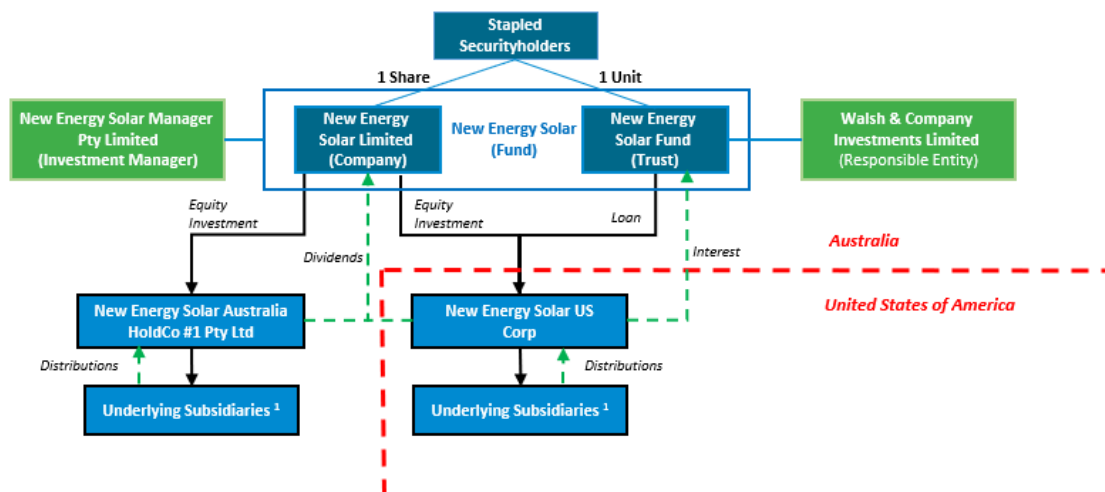 Stapled
Securityholders
1 Share
1 Unit
New Energy Solar Manager
Pty Limited
(Investment Manager)
New Energy
Solar Limited
(Company)
New Energy Solar
(Fund)
New Energy
Solar Fund
(Trust)
Walsh & Company
Investments Limited
(Responsible Entity)
Equity
Investment
Equity
Investment
Loan
Dividends
Interest
Australia
United States of America
New Energy Solar Australia
HoldCo #1 Pty Ltd
New Energy Solar US
Corp
Distributions
Distributions
Underlying Subsidiaries 1
Underlying Subsidiaries 1